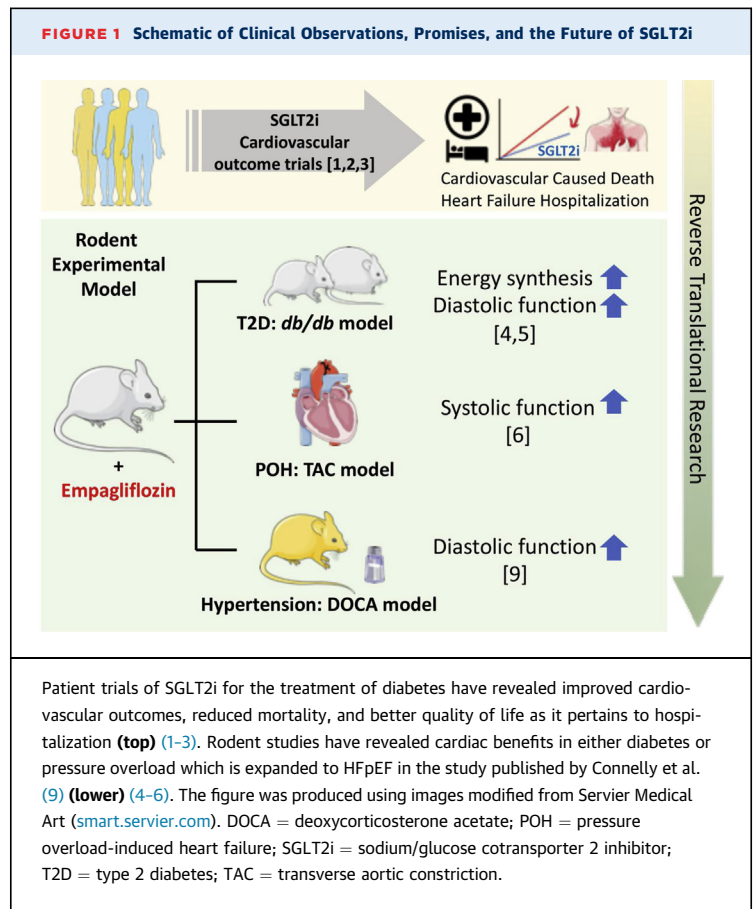 FIGURE 1 Schematic of Clinical Observations, Promises, and the Future of SGLT2i
SGLT2i
Cardiovascular
outcome trials [1,2,3]
SGLT2i
Cardiovascular Caused Death
Heart Failure Hospitalization
Reverse Translational Research
Rodent
Experimental
Model
+
Empagliflozin
T2D: db/db model
Energy synthesis
Diastolic function
[4,5]
POH: TAC model
Systolic function
[6]
Hypertension: DOCA model
Diastolic function
[9]
Patient trials of SGLT2i for the treatment of diabetes have revealed improved cardio-
vascular outcomes, reduced mortality, and better quality of life as it pertains to hospi-
talization (top) (1-3). Rodent studies have revealed cardiac benefits in either diabetes or
pressure overload which is expanded to HFpEF in the study published by Connelly et al.
(9) (lower) (4-6). The figure was produced using images modified from Servier Medical
Art (smart.servier.com). DOCA = deoxycorticosterone acetate; POH = pressure
overload-induced heart failure; SGLT2i = sodium/glucose cotransporter 2 inhibitor;
T2D = type 2 diabetes; TAC = transverse aortic constriction.